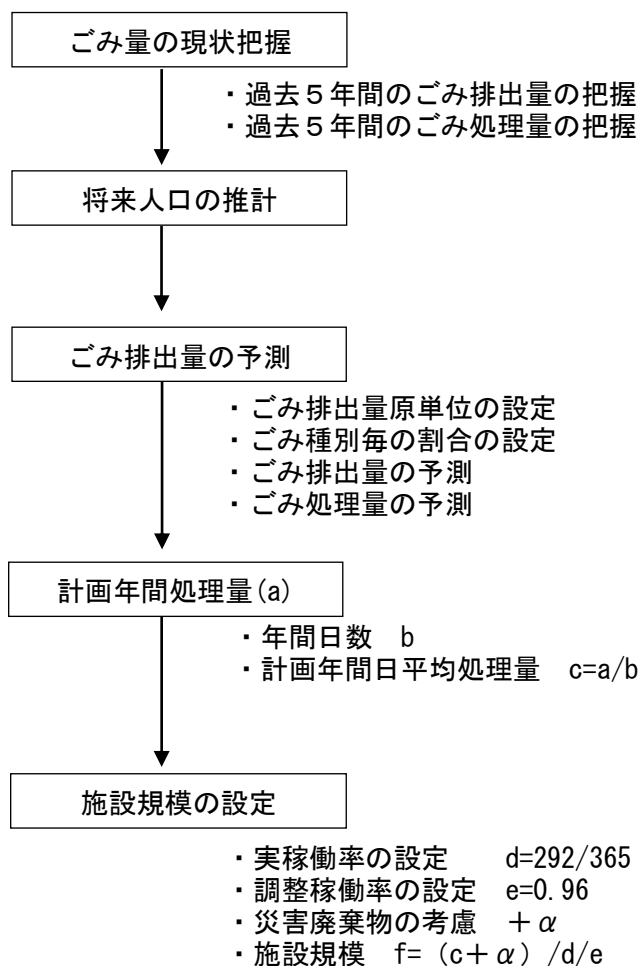 ごみ量の現状把握
・過去５年間のごみ排出量の把握
・過去５年間のごみ処理量の把握
将来人口の推計
ごみ排出量の予測
・ごみ排出量原単位の設定
・ごみ種別毎の割合の設定
・ごみ排出量の予測
・ごみ処理量の予測
計画年間処理量(a)
・年間日数　b
・計画年間日平均処理量　c=a/b
施設規模の設定
・実稼働率の設定　　d=292/365
・調整稼働率の設定　e=0.96
・災害廃棄物の考慮　＋α
・施設規模　f=（c＋α）/d/e